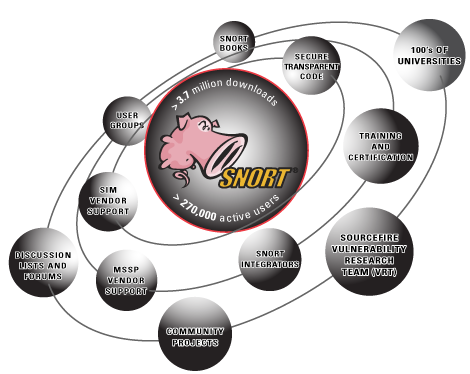 SNORT
BOOKS
SECURE
TRANSPARENT
CODE
100's OF
UNIVERSITIES
> 3.7 million downloads
USER
GROUPS
TRAINING
AND
CERTIFICATION
SNORT
SIM
VENDOR
SUPPORT
> 270,000 active users
DISCUSSION
LISTS AND
FORUMS
MSSP
VENDOR
SUPPORT
SNORT
INTEGRATORS
SOURCEFIRE
VULNERABILITY
RESEARCH
TEAM (VRT)
COMMUNITY
PROJECTS